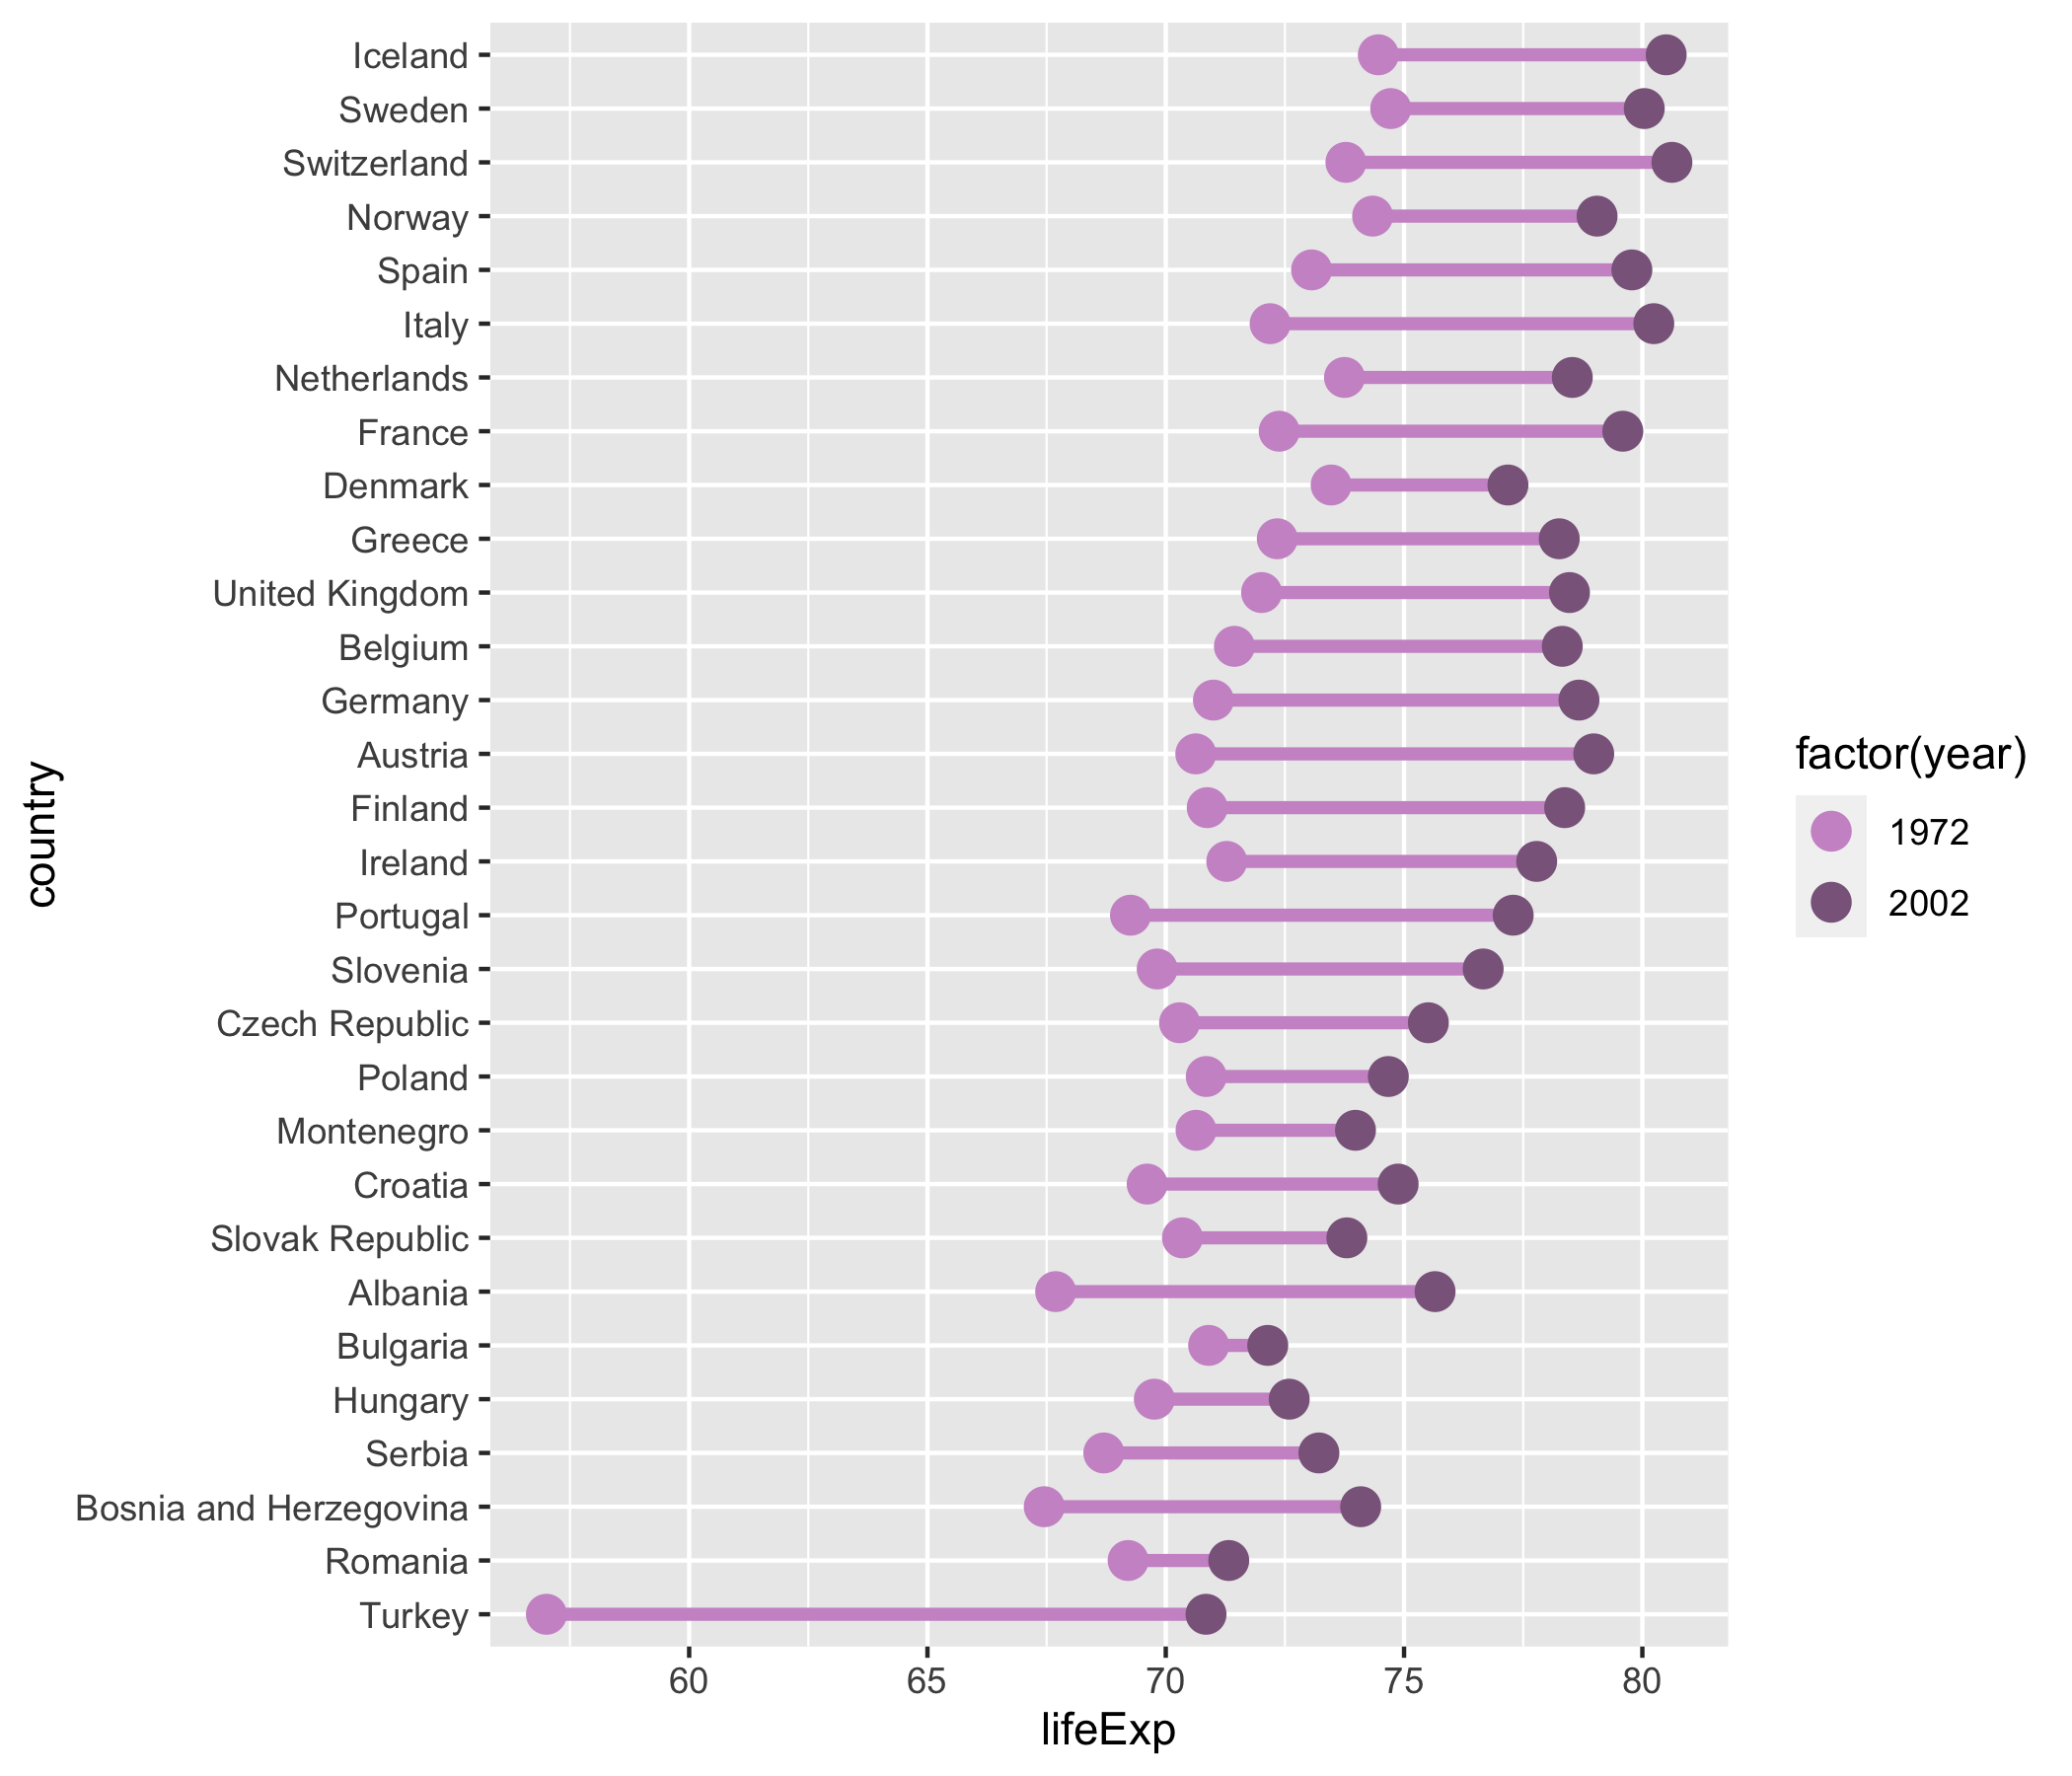 Iceland
Sweden
Switzerland
Norway
Spain
Italy
Netherlands
France
Denmark
Greece
United Kingdom
Belgium
Germany
Austria
Finland
Ireland
Portugal
Slovenia
Czech Republic
Poland
Montenegro
Croatia
Slovak Republic
Albania
Bulgaria
Hungary
Serbia
Bosnia and Herzegovina
Romania
Turkey
country
60 65 70 75 80
lifeExp
factor(year)
1972
2002